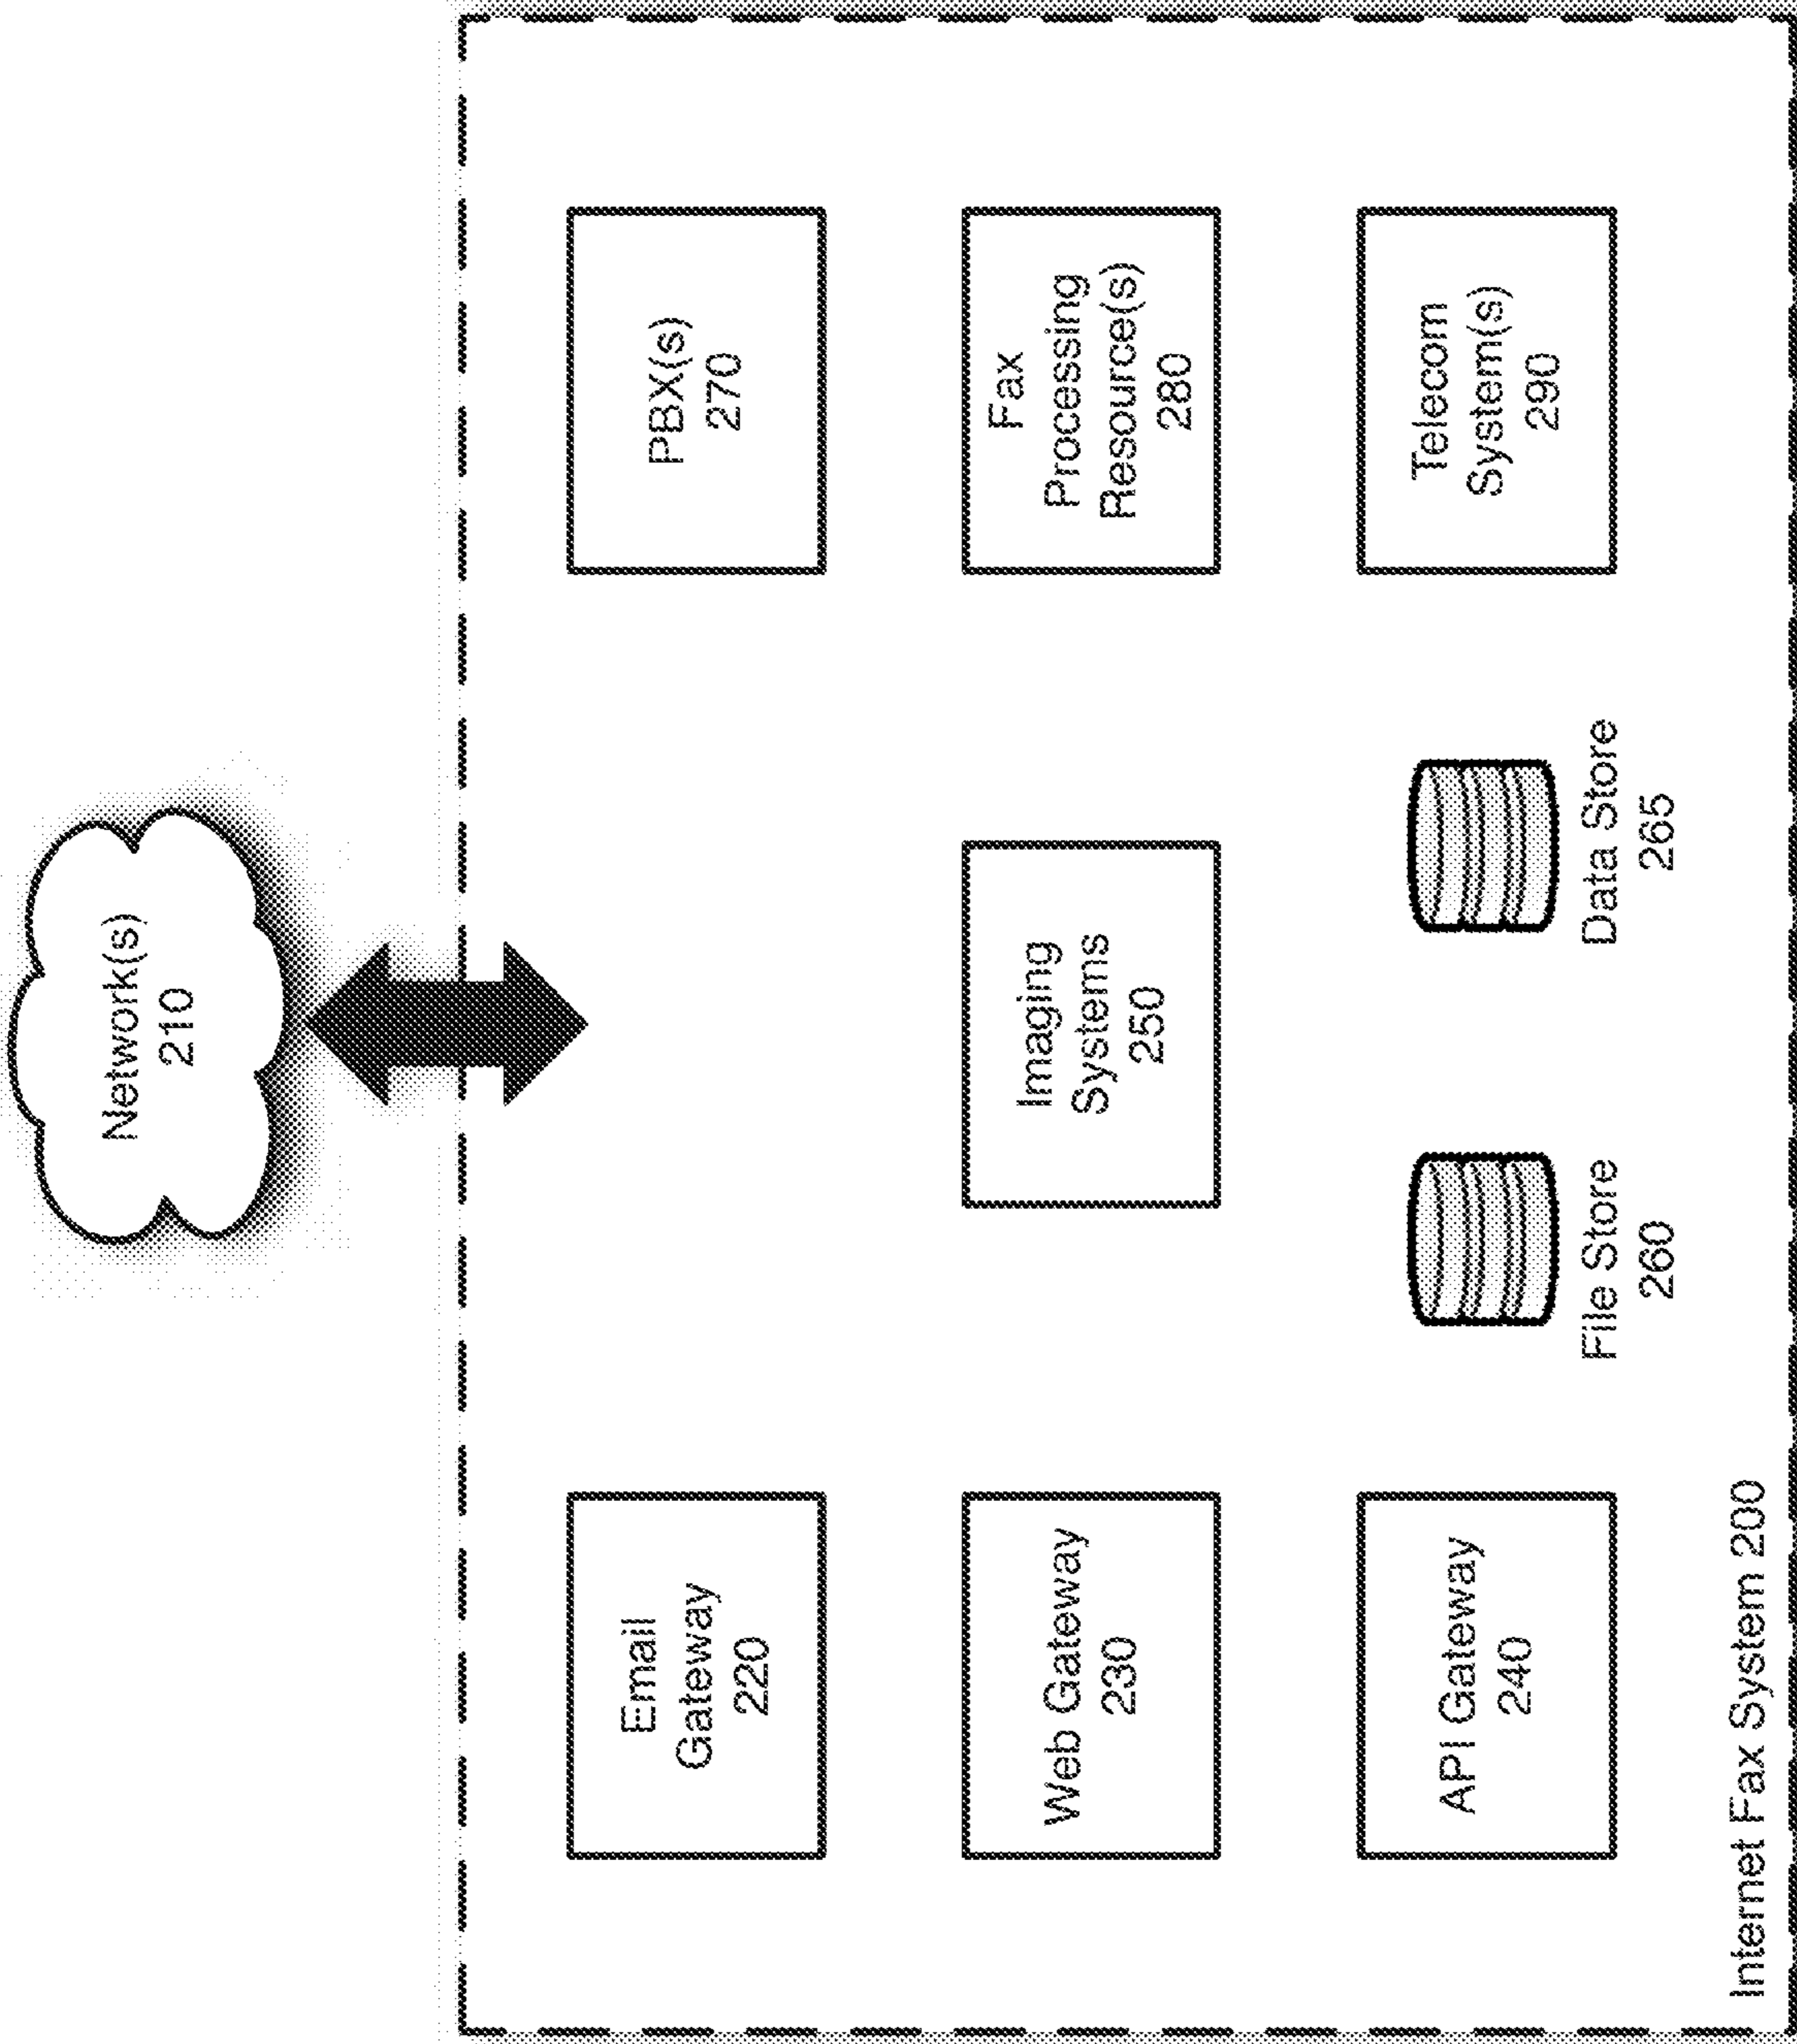 Network(s)
210
Email
Gateway
220
Web Gateway
230
API Gateway
240
Imaging
Systems
250
File Store
260
Data Store
265
PBX(s)
270
Fax
Processing
Resource(s)
280
Telecom
System(s)
290
Internet Fax System 200